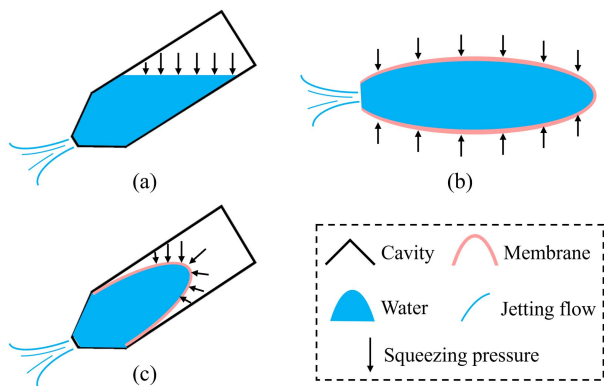 (a)
(b)
(c)
Cavity
Membrane
Water
Jetting flow
Squeezing pressure